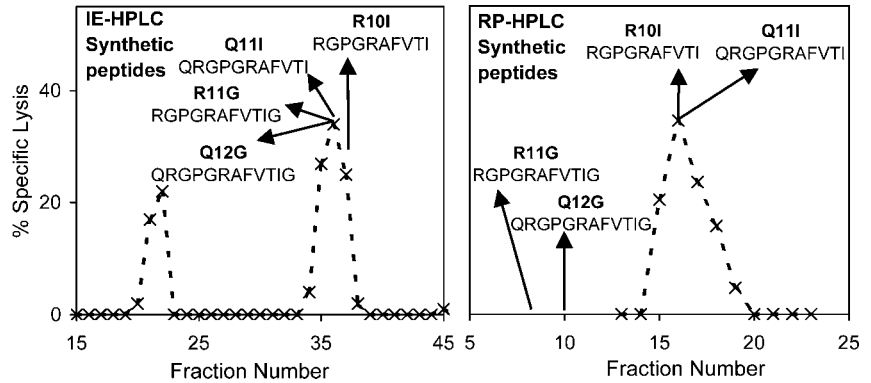 IE-HPLC
Synthetic
peptides
Q11I
QRGPGRAFVTI
R11G
RGPGRAFVTIG
Q12G
QRGPGRAFVTIG
R10I
RGPGRAFVTI
% Specific Lysis
40
20
0
15 25 35 45
Fraction Number
RP-HPLC
Synthetic
peptides
R10I
RGPGRAFVTI
Q11I
QRGPGRAFVTI
R11G
RGPGRAFVTIG
Q12G
QRGPGRAFVTIG
5 10 15 20 25
Fraction Number